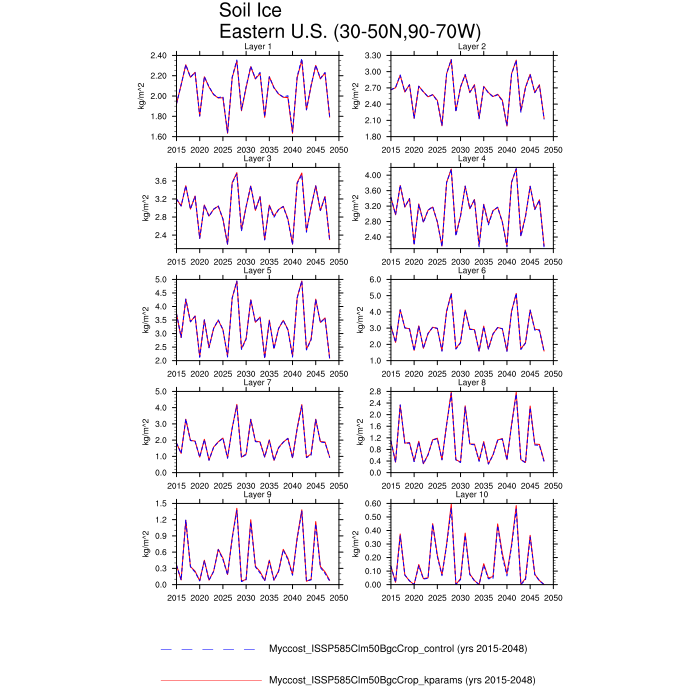 Soil Ice
Eastern U.S. (30-50N,90-70W)
Layer 1
Layer 2
kg/m^2
2.40
2.20
2.00
1.80
1.60
kg/m^2
3.30
3.00
2.70
2.40
2.10
1.80
2015 2020 2025 2030 2035 2040 2045 2050
2015 2020 2025 2030 2035 2040 2045 2050
Layer 3
Layer 4
kg/m^2
3.6
3.2
2.8
2.4
kg/m^2
4.00
3.60
3.20
2.80
2.40
2015 2020 2025 2030 2035 2040 2045 2050
2015 2020 2025 2030 2035 2040 2045 2050
Layer 5
Layer 6
kg/m^2
5.0
4.5
4.0
3.5
3.0
2.5
2.0
kg/m^2
6.0
5.0
4.0
3.0
2.0
1.0
2015 2020 2025 2030 2035 2040 2045 2050
2015 2020 2025 2030 2035 2040 2045 2050
Layer 7
Layer 8
kg/m^2
5.0
4.0
3.0
2.0
1.0
0.0
kg/m^2
2.8
2.4
2.0
1.6
1.2
0.8
0.4
0.0
2015 2020 2025 2030 2035 2040 2045 2050
2015 2020 2025 2030 2035 2040 2045 2050
Layer 9
Layer 10
kg/m^2
1.5
1.2
0.9
0.6
0.3
0.0
kg/m^2
0.60
0.50
0.40
0.30
0.20
0.10
0.00
2015 2020 2025 2030 2035 2040 2045 2050
2015 2020 2025 2030 2035 2040 2045 2050
Myccost_ISSP585Clm50BgcCrop_control (yrs 2015-2048)
Myccost_ISSP585Clm50BgcCrop_kparams (yrs 2015-2048)